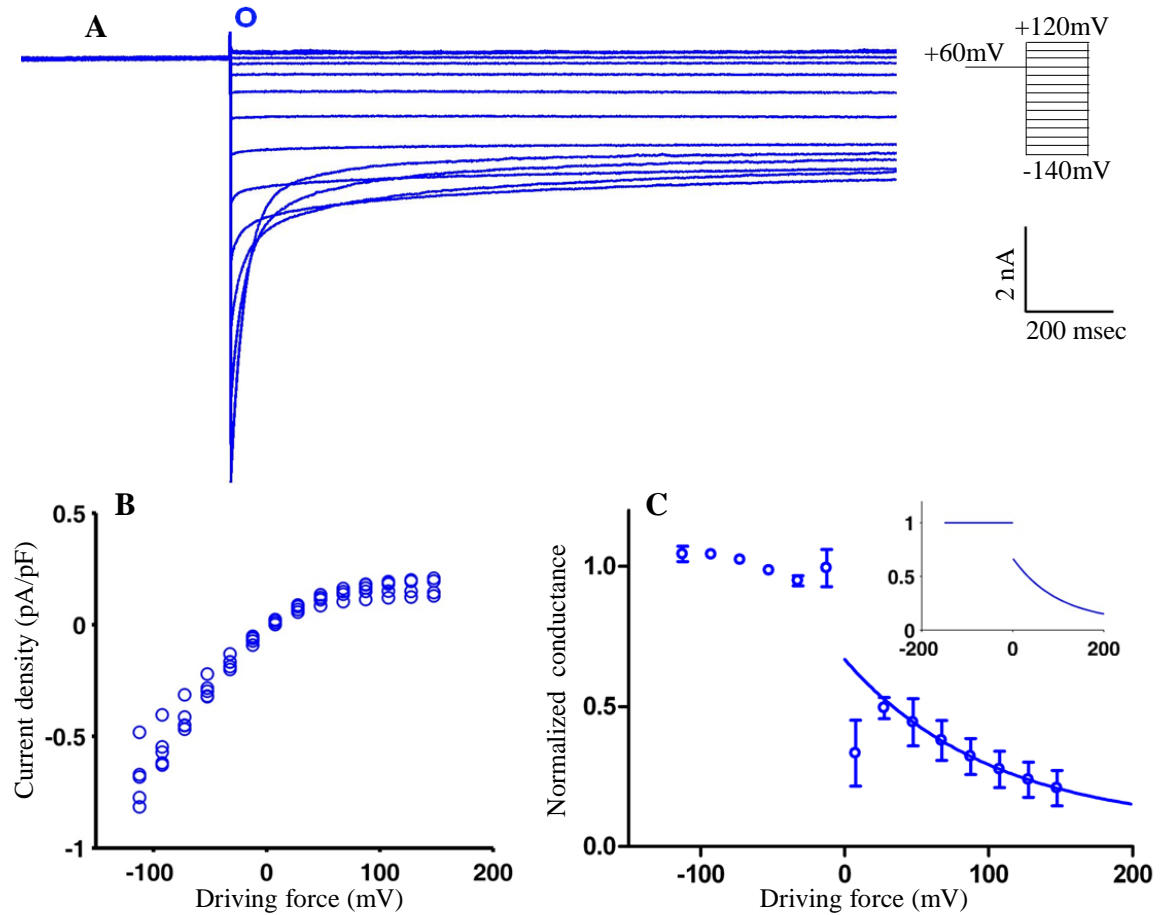 A
+120mV
+60mV
-140mV
2 nA
200 msec
B
0.5
0
-0.5
-1
-100
0
100
200
Current density (pA/pF)
Driving force (mV)
C
1.0
0.5
0.0
-100
0
100
200
Normalized conductance
Driving force (mV)
1
0.5
0
-200
0
200